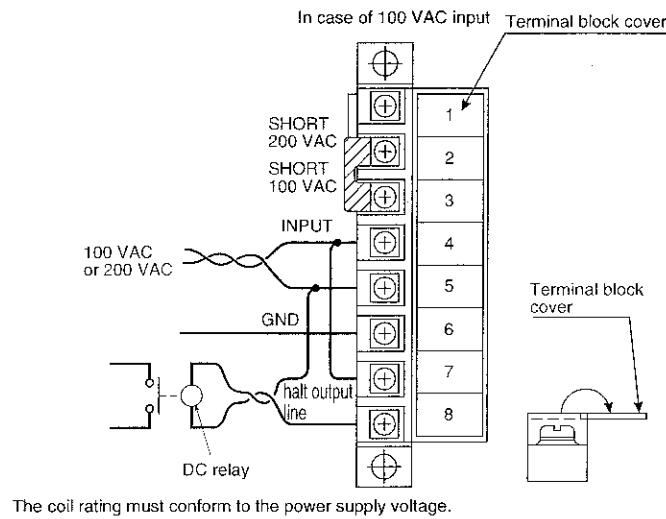 In case of 100 VAC input
Terminal block cover
SHORT
200 VAC
SHORT
100 VAC
INPUT
100 VAC
or 200 VAC
GND
halt output
line
DC relay
1
2
3
4
5
6
7
8
Terminal block
cover
The coil rating must conform to the power supply voltage.